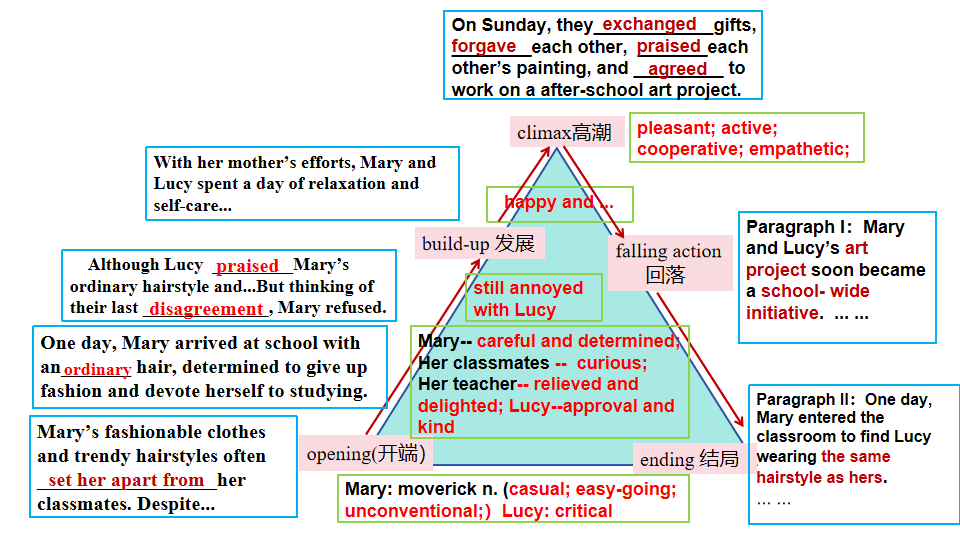 On Sunday, they exchanged gifts,
forgave each other, praised each
other's painting, and agreed to
work on a after-school art project.
climax高潮
pleasant; active;
cooperative; empathetic;
With her mother's efforts, Mary and
Lucy spent a day of relaxation and
self-care...
happy and ...
build-up 发展
falling action
回落
Paragraph I：Mary
and Lucy's art
project soon became
a school- wide
initiative. ... ...
Although Lucy praised Mary's
ordinary hairstyle and...But thinking of
their last disagreement, Mary refused.
still annoyed
with Lucy
One day, Mary arrived at school with
an ordinary hair, determined to give up
fashion and devote herself to studying.
Mary-- careful and determined;
Her classmates -- curious;
Her teacher-- relieved and
delighted; Lucy--approval and
kind
Paragraph II：One day,
Mary entered the
classroom to find Lucy
wearing the same
hairstyle as hers.
... ...
Mary's fashionable clothes
and trendy hairstyles often
set her apart from her
classmates. Despite...
opening(开端）
ending 结局
Mary: moverick n. (casual; easy-going;
unconventional;）Lucy: critical